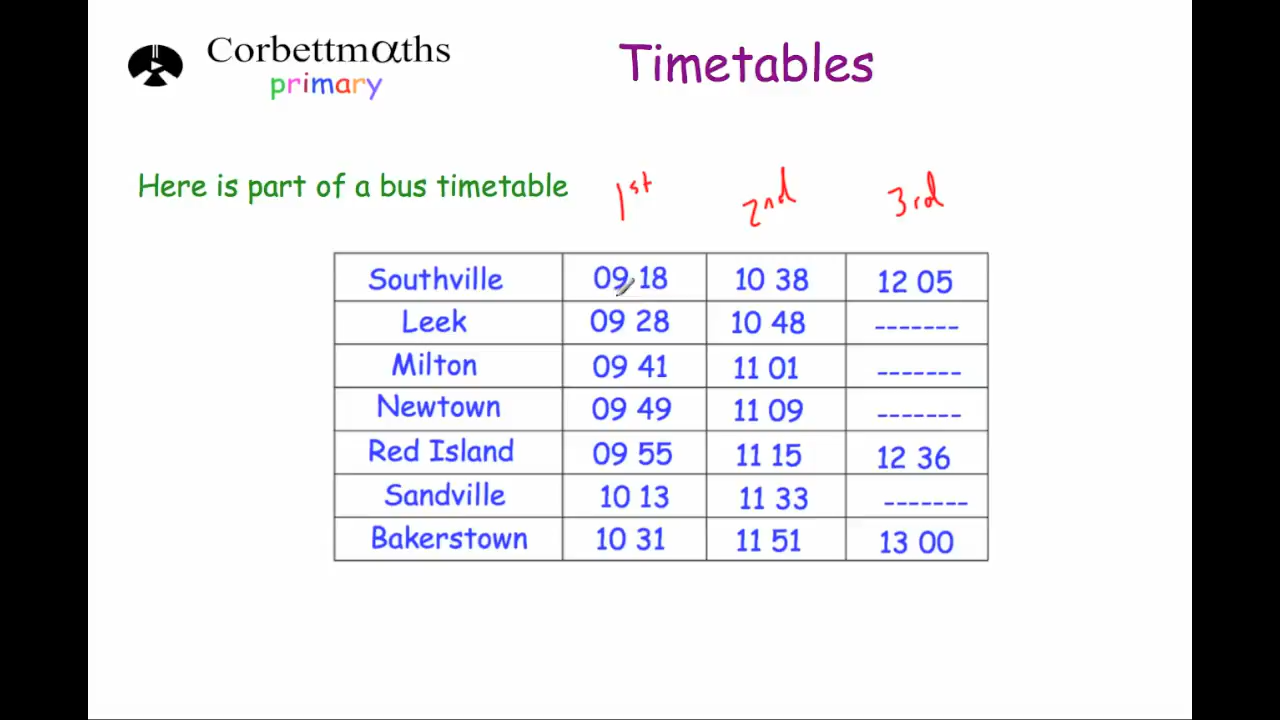 Corbettmαths
primary
Timetables
Here is part of a bus timetable
1st 2nd 3rd
Southville 09 18 10 38 12 05
Leek 09 28 10 48 -------
Milton 09 41 11 01 -------
Newtown 09 49 11 09 -------
Red Island 09 55 11 15 12 36
Sandville 10 13 11 33 -------
Bakerstown 10 31 11 51 13 00